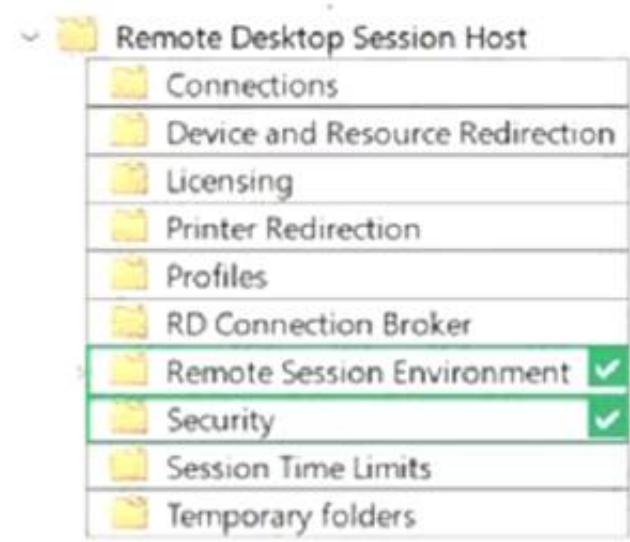 Remote Desktop Session Host
Connections
Device and Resource Redirection
Licensing
Printer Redirection
Profiles
RD Connection Broker
Remote Session Environment
Security
Session Time Limits
Temporary folders